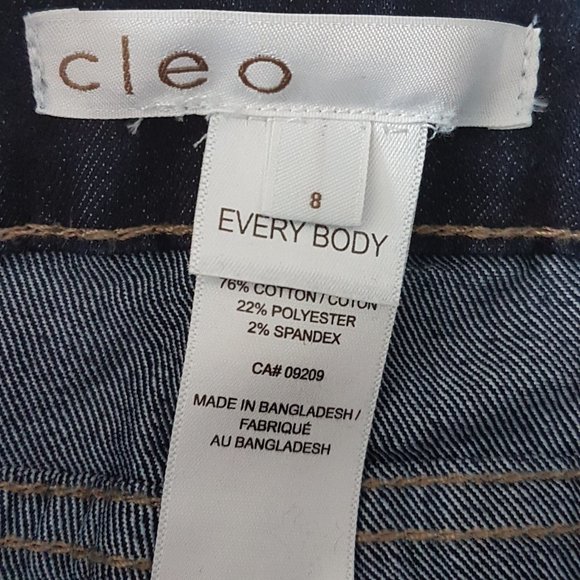 cleo
8
EVERY BODY
76% COTTON / COTON
22% POLYESTER
2% SPANDEX
CA# 09209
MADE IN BANGLADESH /
FABRIQUÉ
AU BANGLADESH